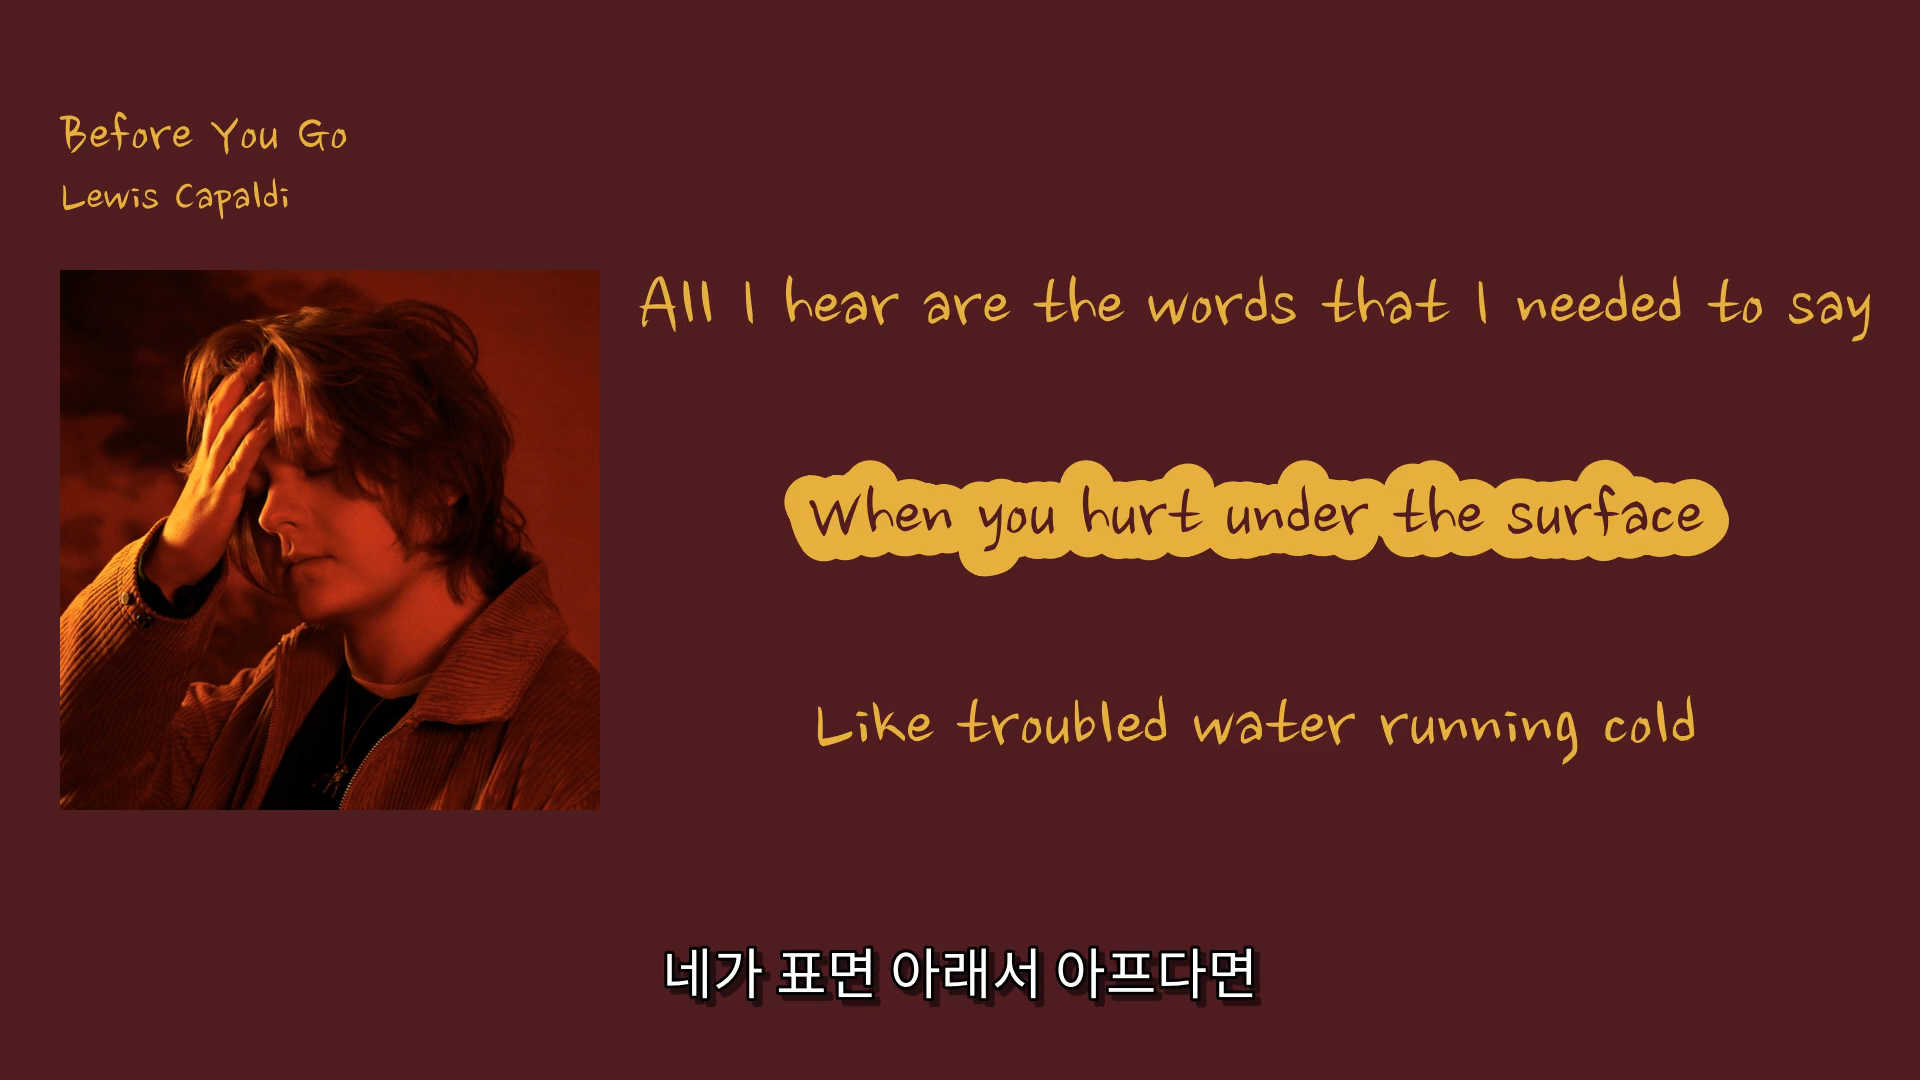 Before You Go
Lewis Capaldi
All I hear are the words that I needed to say
When you hurt under the surface
Like troubled water running cold
네가 표면 아래서 아프다면